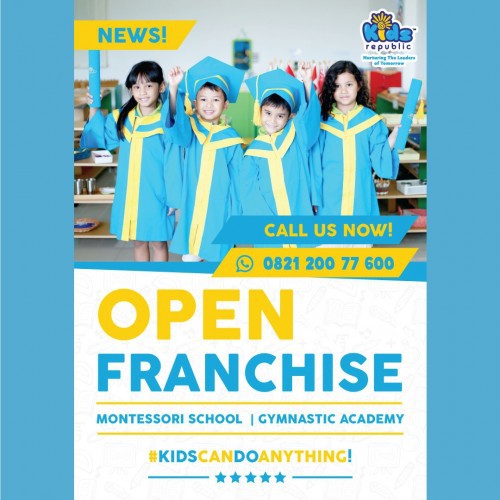 NEWS!
Kids
republic
Nurturing The Leaders
of Tomorrow
CALL US NOW!
0821 200 77 600
OPEN
FRANCHISE
MONTESSORI SCHOOL | GYMNASTIC ACADEMY
#KIDSCANDOANYTHING!